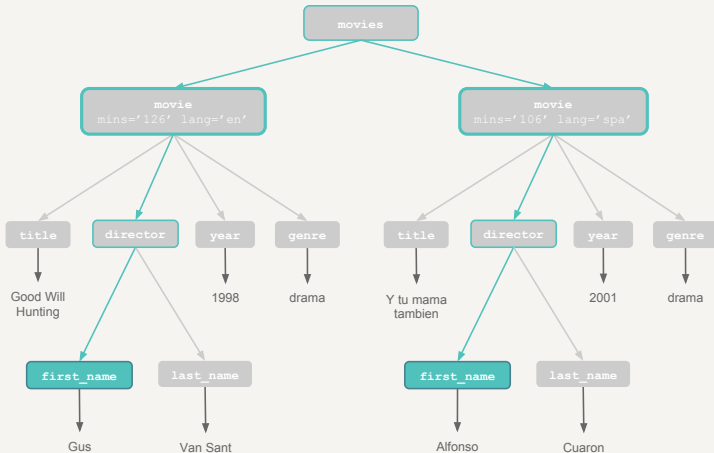 movies
movie
mins='126' lang='en'
movie
mins='106' lang='spa'
title
director
year
genre
title
director
year
genre
Good Will
Hunting
1998
drama
Y tu mama
tambien
2001
drama
first_name
last_name
first_name
last_name
Gus
Van Sant
Alfonso
Cuaron